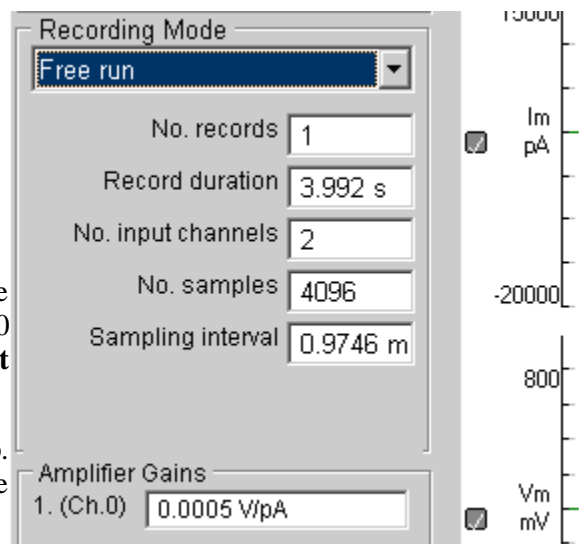 Recording Mode
Free run
No. records 1
Record duration 3.992 s
No. input channels 2
No. samples 4096
Sampling interval 0.9746 m
Amplifier Gains
1. (Ch.0) 0.0005 V/pA
15000
Im
pA
-20000
800
Vm
mV